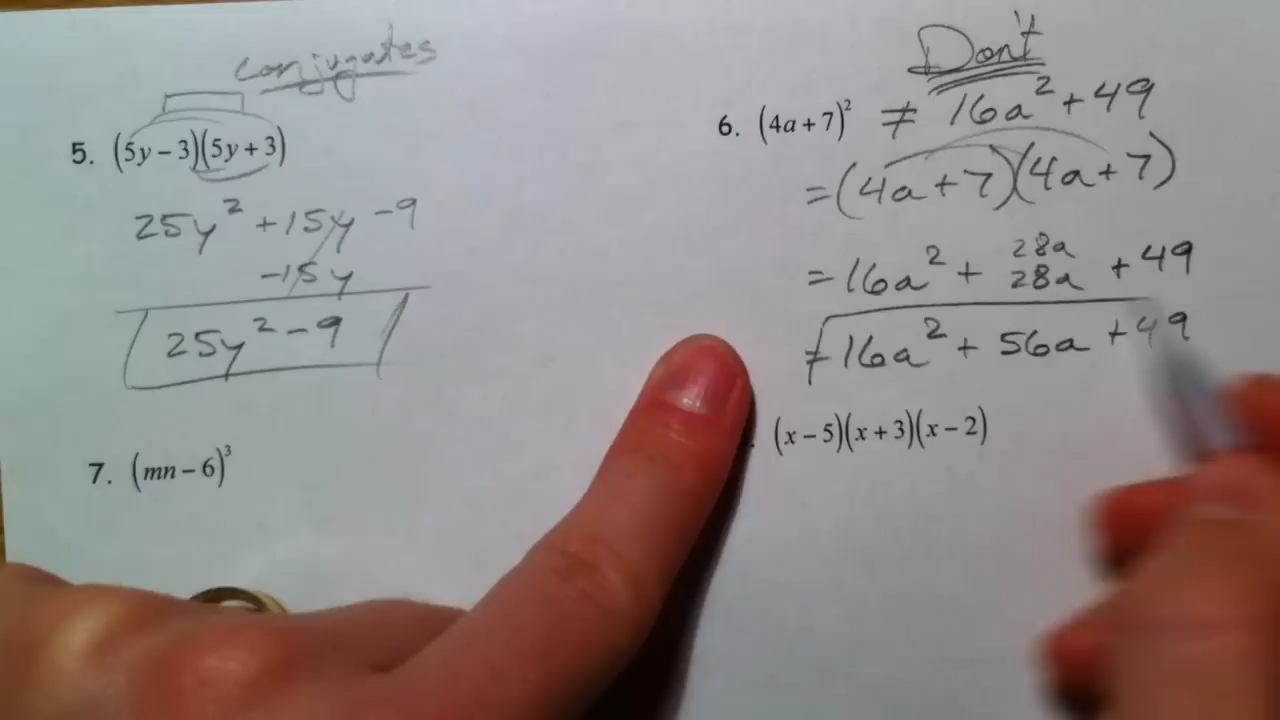 conjugates
5. (5y – 3)(5y + 3)
25y² + 15y - 9
-15y
25y² - 9
7. (mn – 6)³
Don't
6. (4a + 7)² ≠ 16a² + 49
= (4a + 7)(4a + 7)
28a
= 16a² + 28a + 49
= 16a² + 56a + 49
(x – 5)(x + 3)(x – 2)